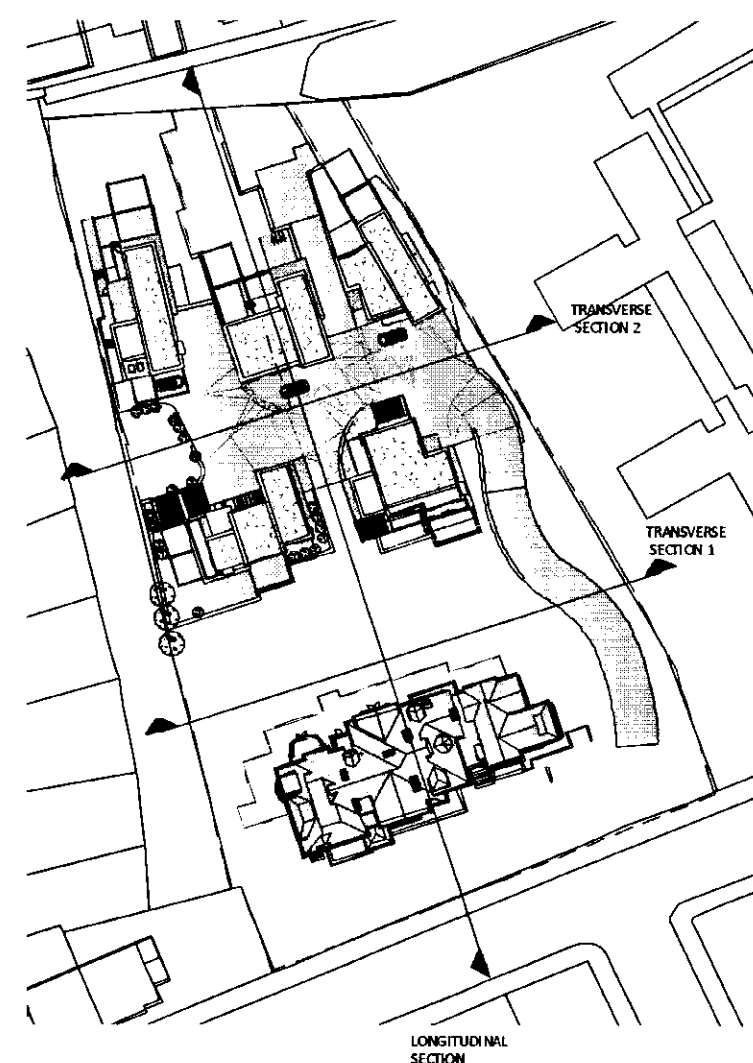 TRANSVERSE
SECTION 2
TRANSVERSE
SECTION 1
LONGITUDINAL
SECTION